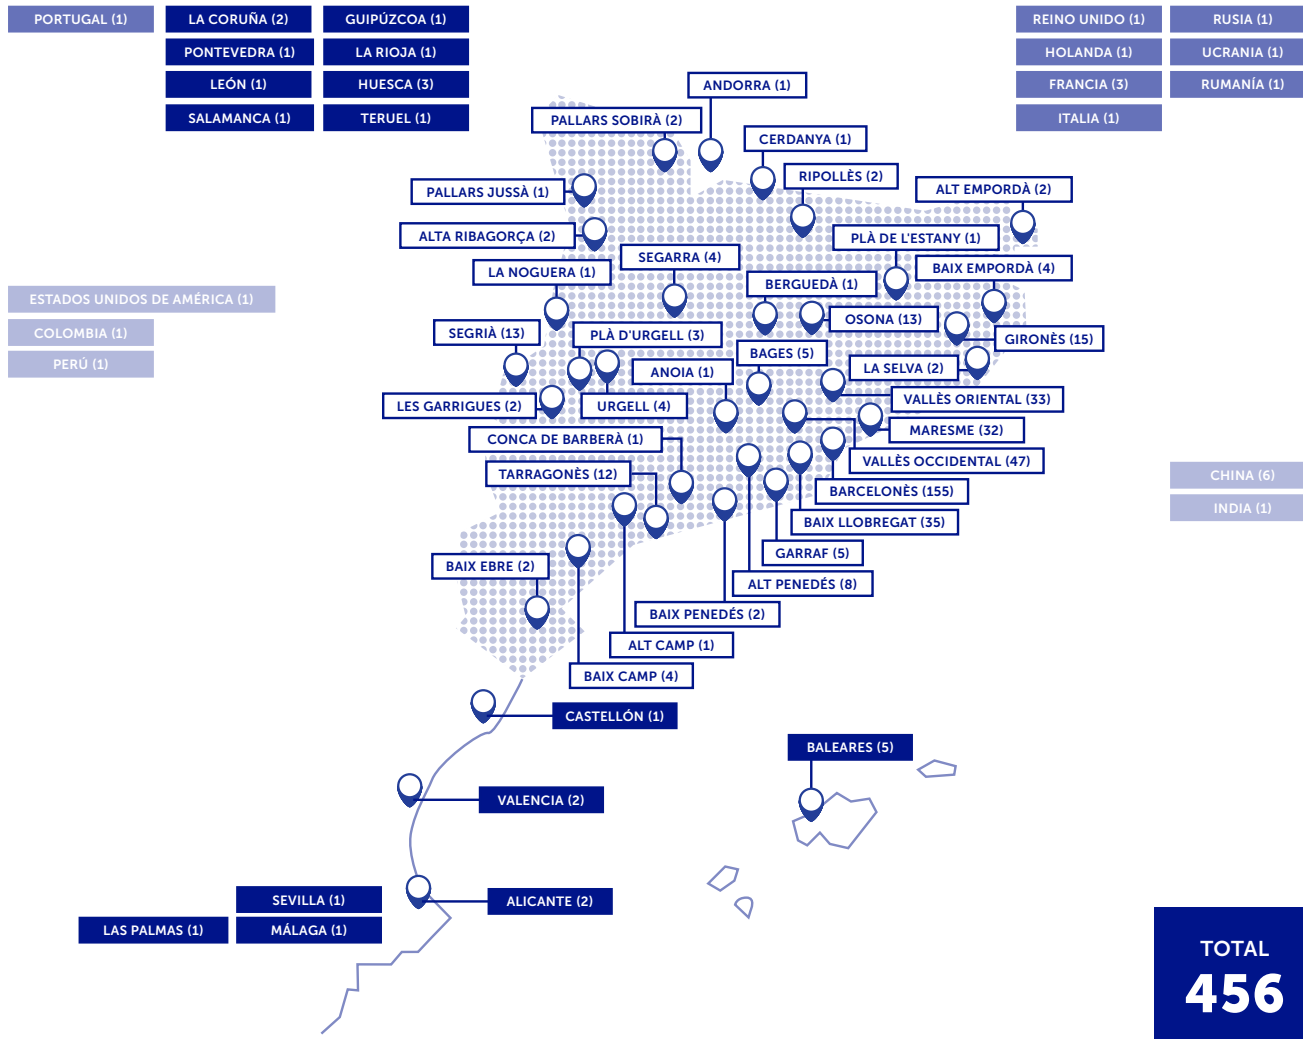 PORTUGAL (1)
LA CORUÑA (2)
GUIPÚZCOA (1)
PONTEVEDRA (1)
LA RIOJA (1)
LEÓN (1)
HUESCA (3)
SALAMANCA (1)
TERUEL (1)
REINO UNIDO (1)
RUSIA (1)
HOLANDA (1)
UCRANIA (1)
FRANCIA (3)
RUMANÍA (1)
ITALIA (1)
ANDORRA (1)
PALLARS SOBIRÀ (2)
CERDANYA (1)
RIPOLLÈS (2)
PALLARS JUSSÀ (1)
ALT EMPORDÀ (2)
ALTA RIBAGORÇA (2)
PLÀ DE L'ESTANY (1)
SEGARRA (4)
LA NOGUERA (1)
BAIX EMPORDÀ (4)
BERGUEDÀ (1)
ESTADOS UNIDOS DE AMÉRICA (1)
COLOMBIA (1)
PERÚ (1)
OSONA (13)
SEGRIÀ (13)
PLÀ D'URGELL (3)
GIRONÈS (15)
BAGES (5)
ANOIA (1)
LA SELVA (2)
LES GARRIGUES (2)
URGELL (4)
VALLÈS ORIENTAL (33)
MARESME (32)
CONCA DE BARBERÀ (1)
VALLÈS OCCIDENTAL (47)
TARRAGONÈS (12)
BARCELONÈS (155)
CHINA (6)
INDIA (1)
BAIX LLOBREGAT (35)
GARRAF (5)
BAIX EBRE (2)
ALT PENEDÉS (8)
BAIX PENEDÉS (2)
ALT CAMP (1)
BAIX CAMP (4)
CASTELLÓN (1)
BALEARES (5)
VALENCIA (2)
SEVILLA (1)
ALICANTE (2)
LAS PALMAS (1)
MÁLAGA (1)
TOTAL
456